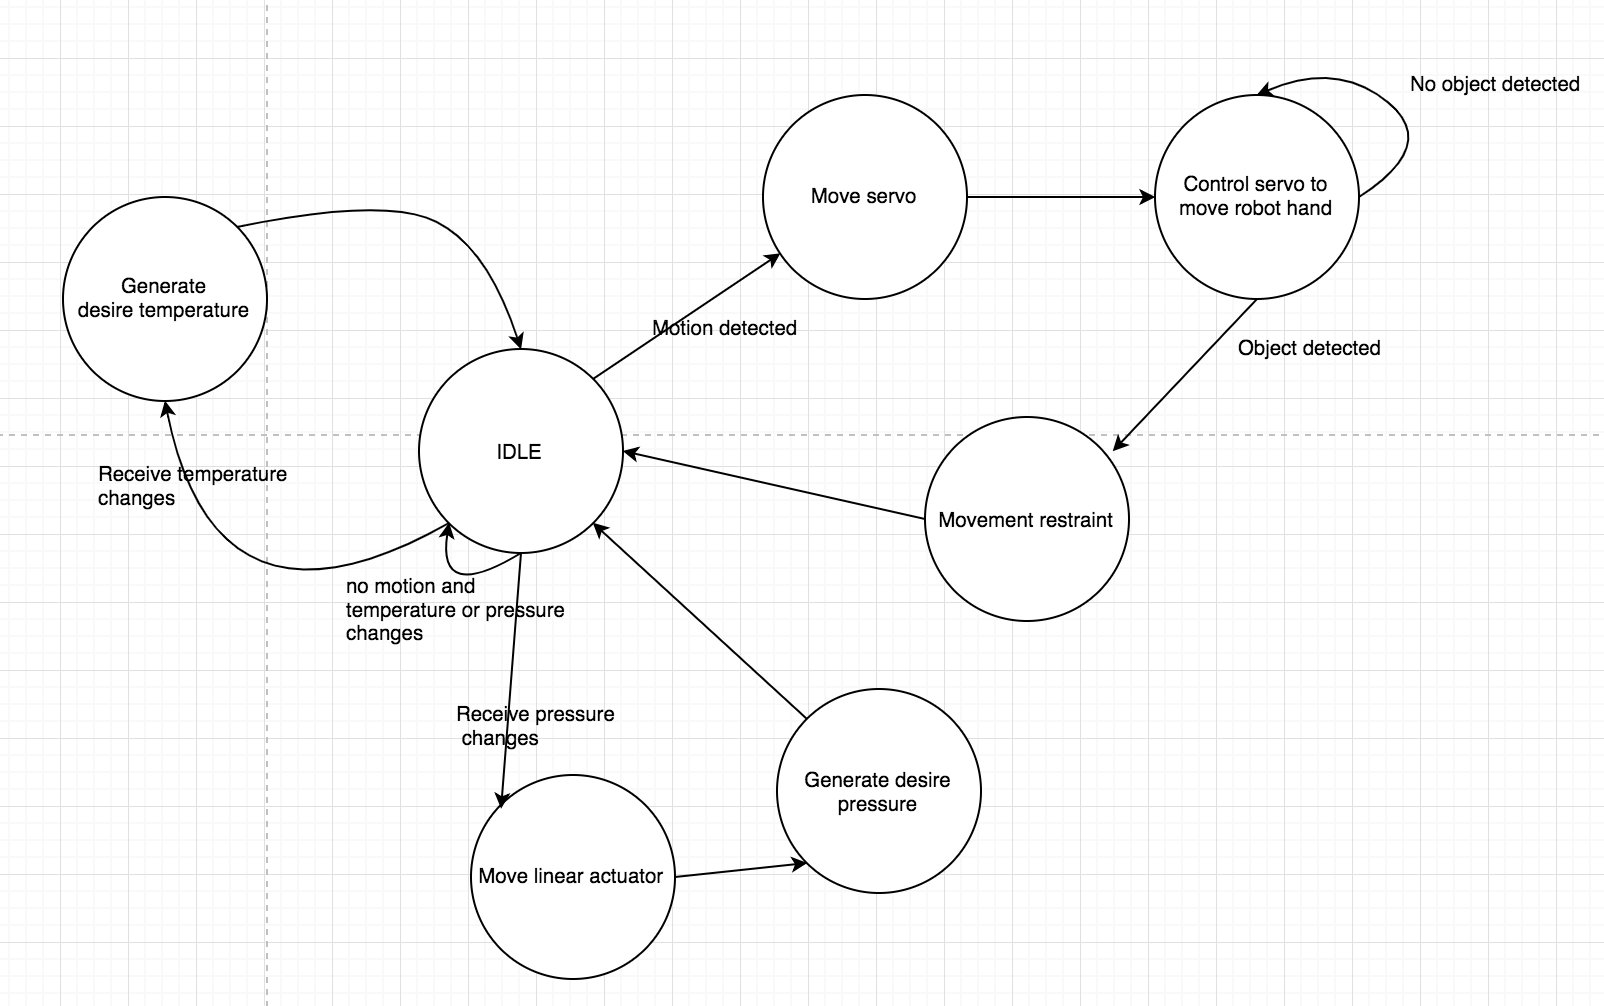 No object detected
Move servo
Control servo to
move robot hand
Generate
desire temperature
Motion detected
Object detected
IDLE
Receive temperature
changes
Movement restraint
no motion and
temperature or pressure
changes
Receive pressure
changes
Generate desire
pressure
Move linear actuator